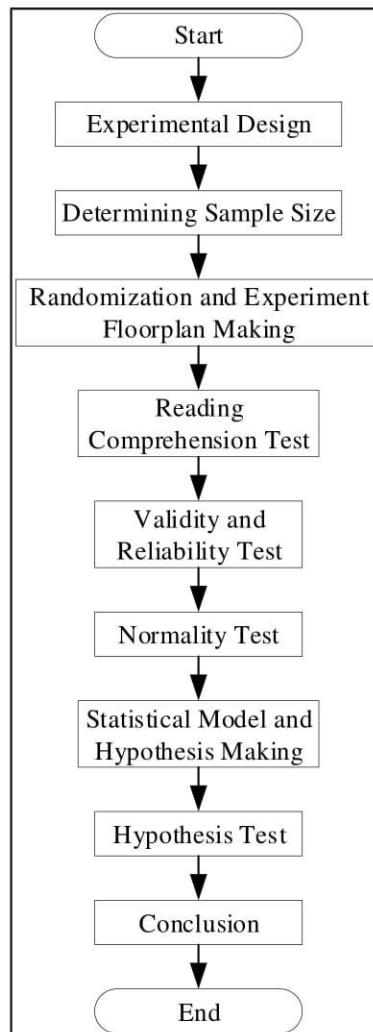 Start
Experimental Design
Determining Sample Size
Randomization and Experiment
Floorplan Making
Reading
Comprehension Test
Validity and
Reliability Test
Normality Test
Statistical Model and
Hypothesis Making
Hypothesis Test
Conclusion
End